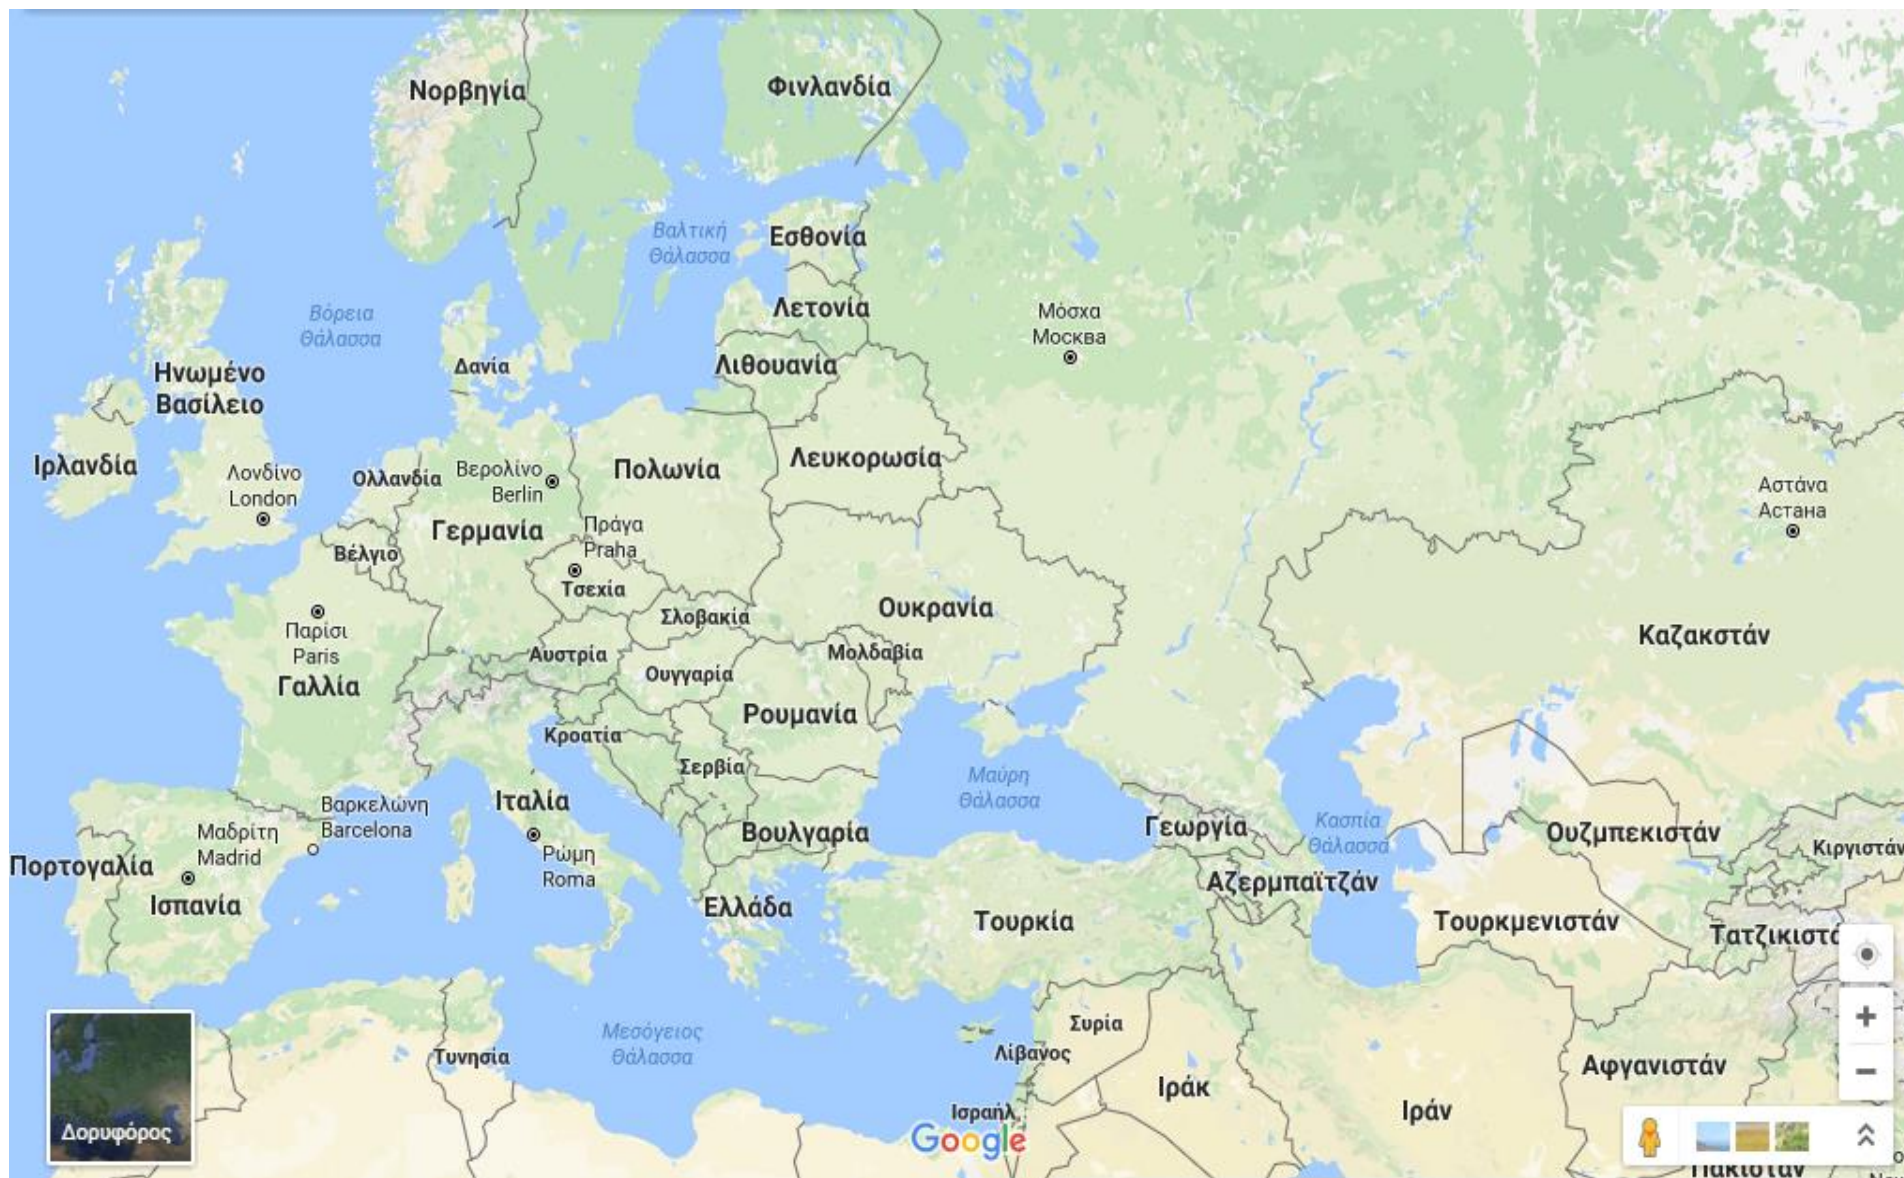 Νορβηγία
Φινλανδία
Βαλτική
Θάλασσα
Εσθονία
Βόρεια
Θάλασσα
Λετονία
Μόσχα
Москва
Δανία
Λιθουανία
Ηνωμένο
Βασίλειο
Ιρλανδία
Λονδίνο
London
Ολλανδία
Βερολίνο
Berlin
Πολωνία
Λευκορωσία
Αστάνα
Астана
Γερμανία
Πράγα
Praha
Βέλγιο
Τσεχία
Παρίσι
Paris
Σλοβακία
Ουκρανία
Καζακστάν
Αυστρία
Μολδαβία
Ουγγαρία
Γαλλία
Ρουμανία
Κροατία
Σερβία
Μαύρη
Θάλασσα
Ιταλία
Βαρκελώνη
Barcelona
Μαδρίτη
Madrid
Βουλγαρία
Γεωργία
Κασπία
Θάλασσα
Ουζμπεκιστάν
Κιργιστάν
Πορτογαλία
Ρώμη
Roma
Ισπανία
Ελλάδα
Αζερμπαϊτζάν
Τουρκία
Τουρκμενιστάν
Τατζικιστά
Συρία
Μεσόγειος
Θάλασσα
Τυνησία
Λίβανος
Αφγανιστάν
Ιράκ
Ιράν
Ισραήλ
Δορυφόρος
Google
Πακιστάν